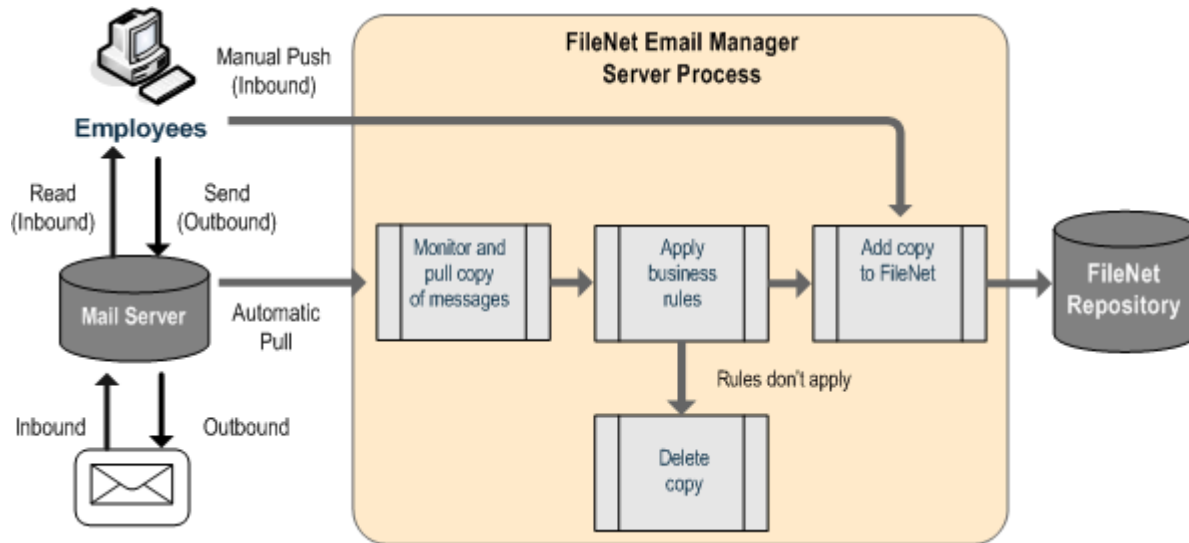 FileNet Email Manager
Server Process
Manual Push
(Inbound)
Employees
Read
(Inbound)
Send
(Outbound)
Monitor and
pull copy
of messages
Apply
business
rules
Add copy
to FileNet
FileNet
Repository
Mail Server
Automatic
Pull
Rules don't apply
Inbound
Outbound
Delete
copy